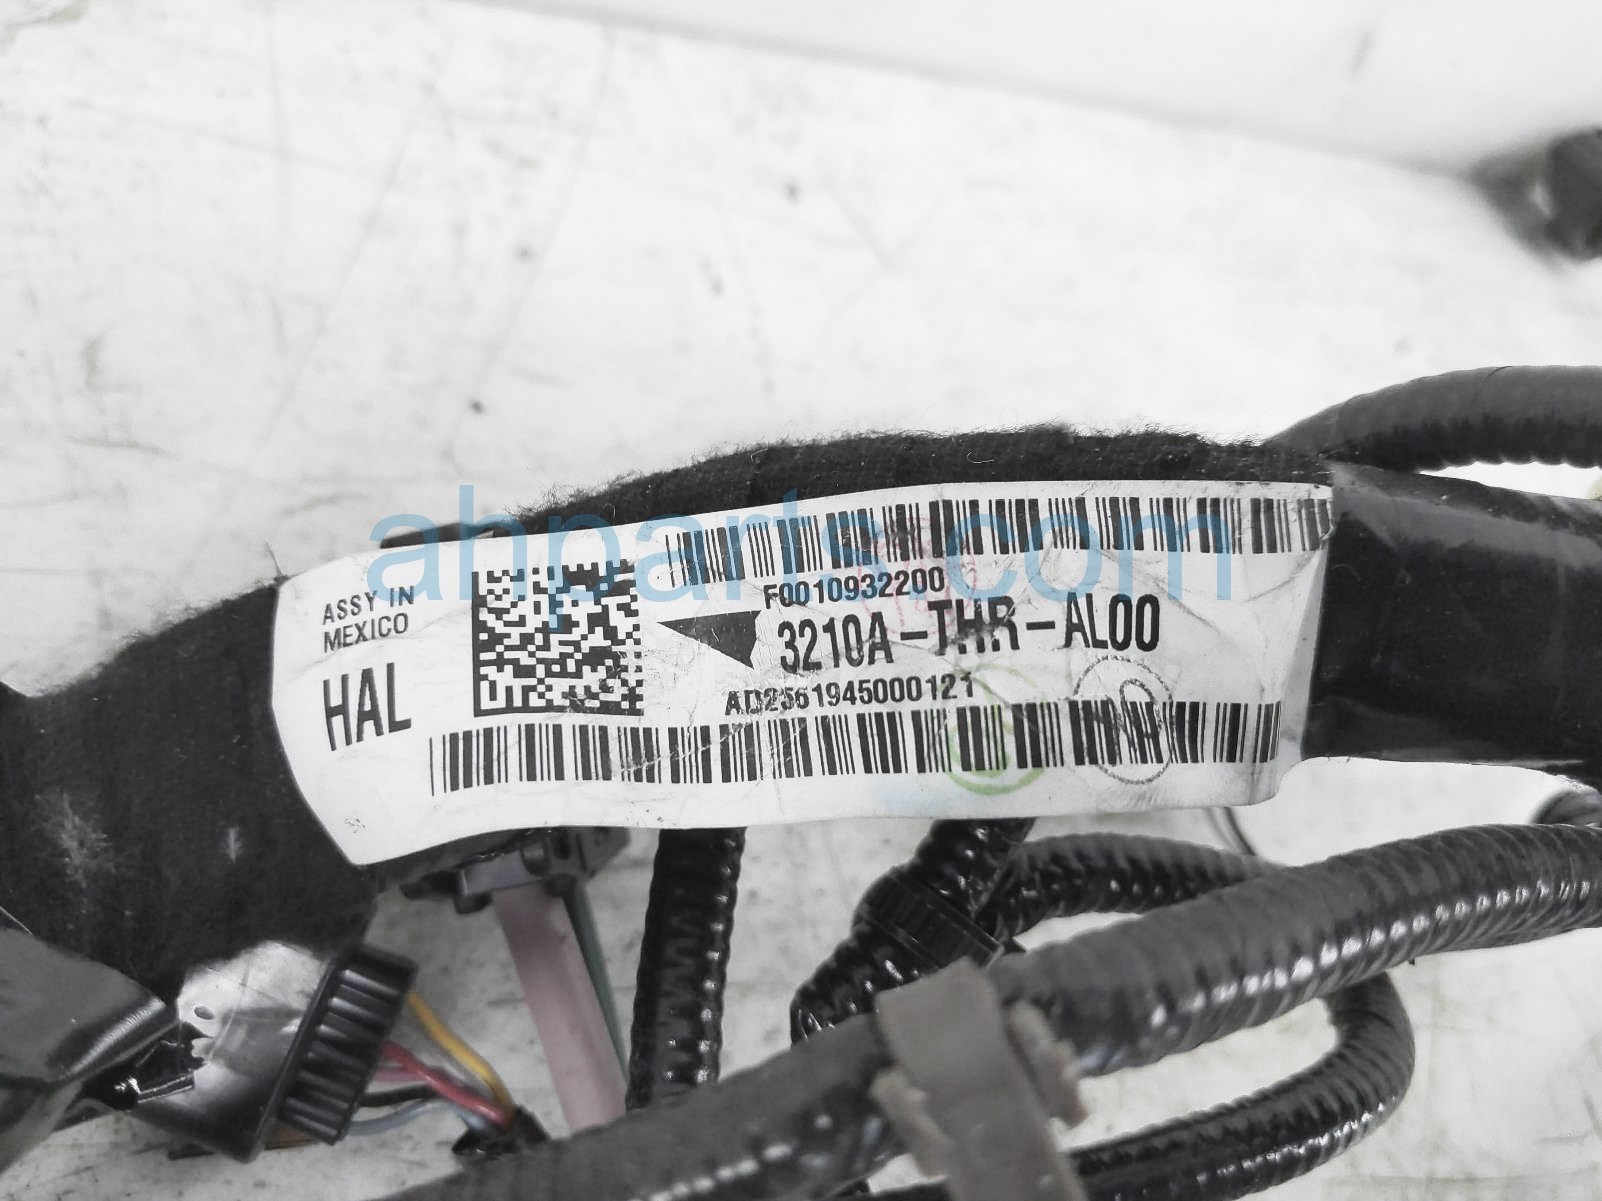 ahparts.com
ASSY IN
MEXICO
HAL
F0010932200
3210A-THR-AL00
AD2561945000121